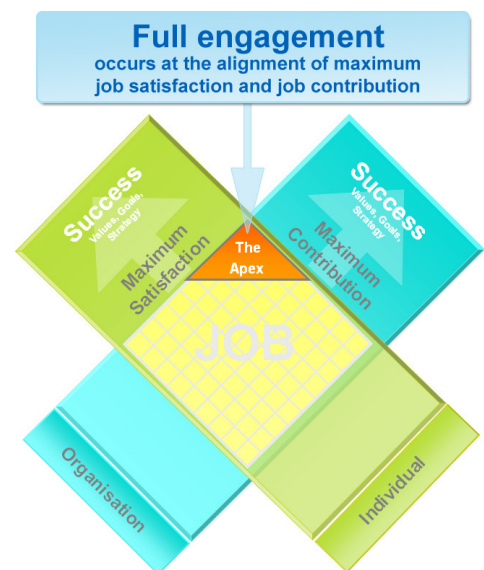 Full engagement
occurs at the alignment of maximum
job satisfaction and job contribution
Success
Values, Goals,
Strategy
Maximum
Satisfaction
Success
Values, Goals,
Strategy
Maximum
Contribution
The
Apex
JOB
Organisation
Individual